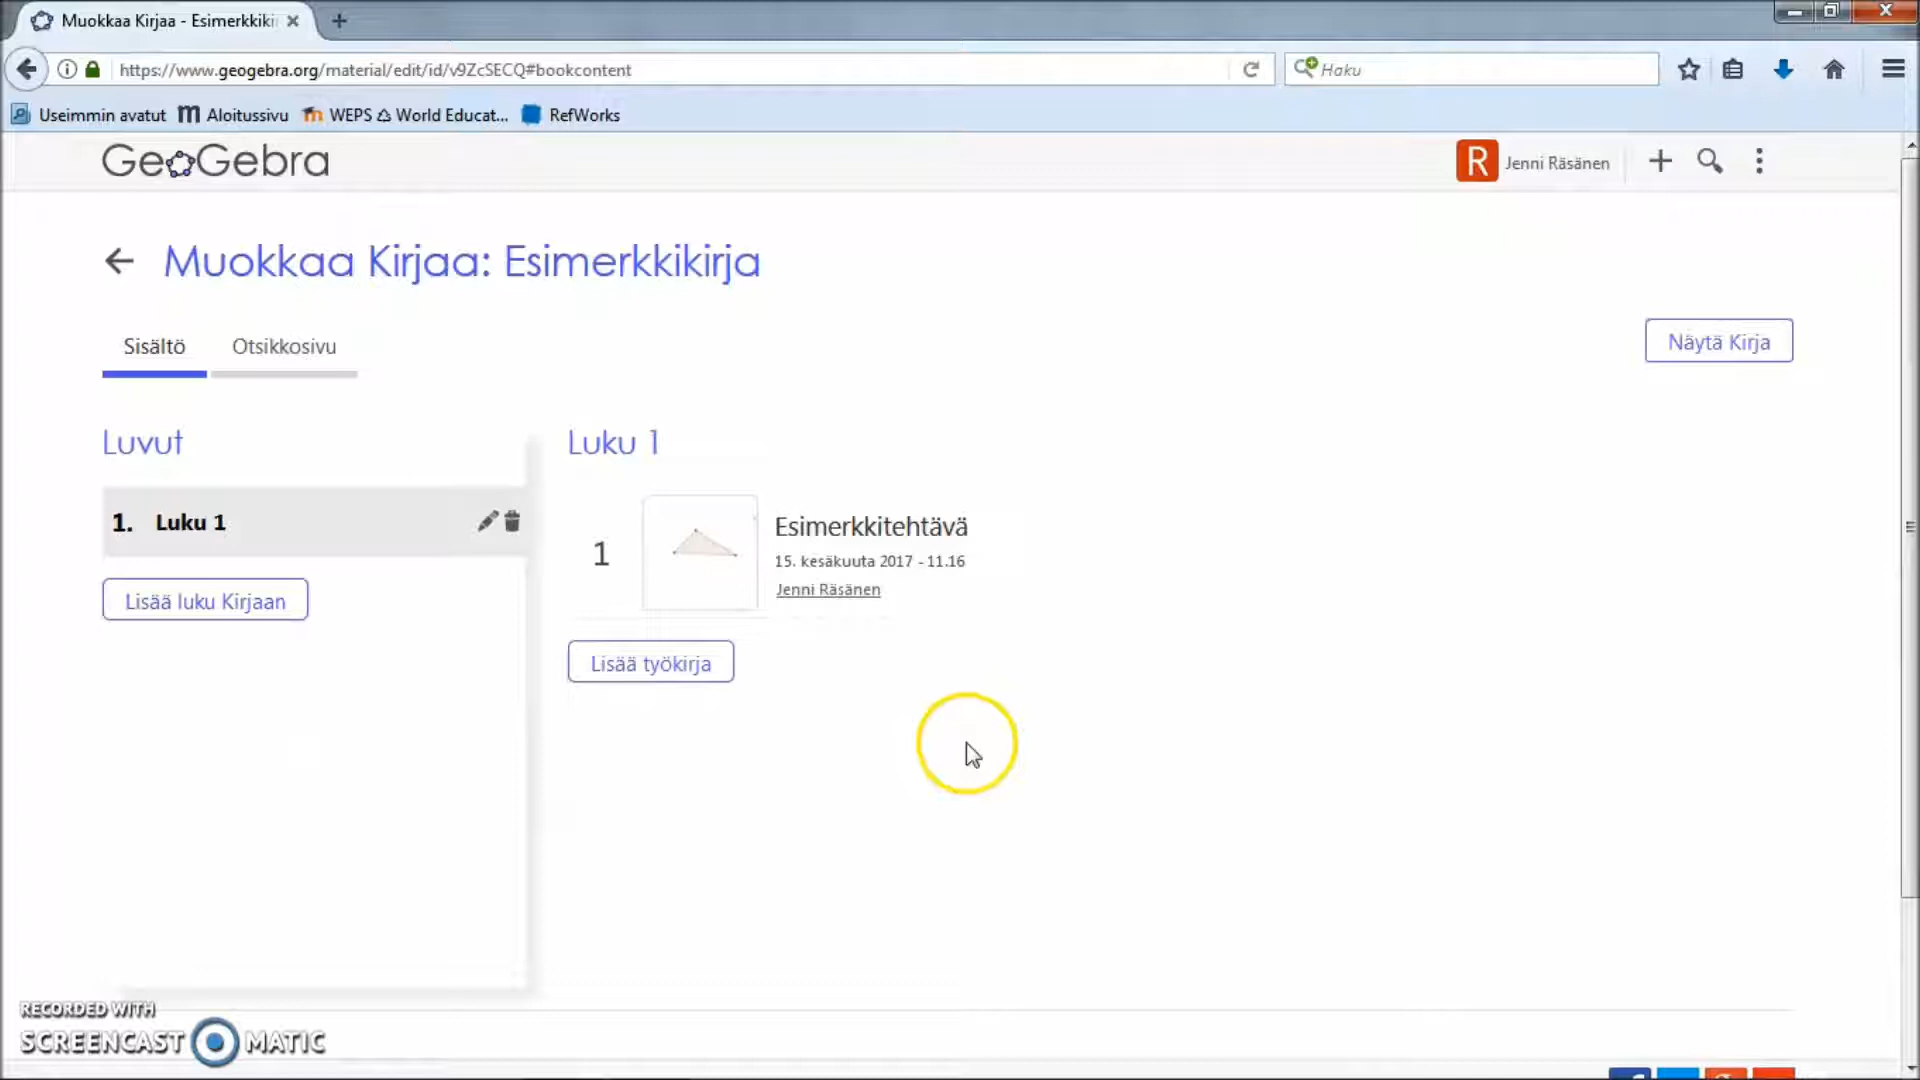 Muokkaa Kirjaa - Esimerkkikir
https://www.geogebra.org/material/edit/id/v9ZcSECQ#bookcontent
Haku
Useimmin avatut
Aloitussivu
WEPS △ World Educat...
RefWorks
GeoGebra
R Jenni Räsänen
Muokkaa Kirjaa: Esimerkkikirja
Sisältö
Otsikkosivu
Näytä Kirja
Luvut
1. Luku 1
Lisää luku Kirjaan
Luku 1
1
Esimerkkitehtävä
15. kesäkuuta 2017 - 11.16
Jenni Räsänen
Lisää työkirja
RECORDED WITH
SCREENCAST MATIC